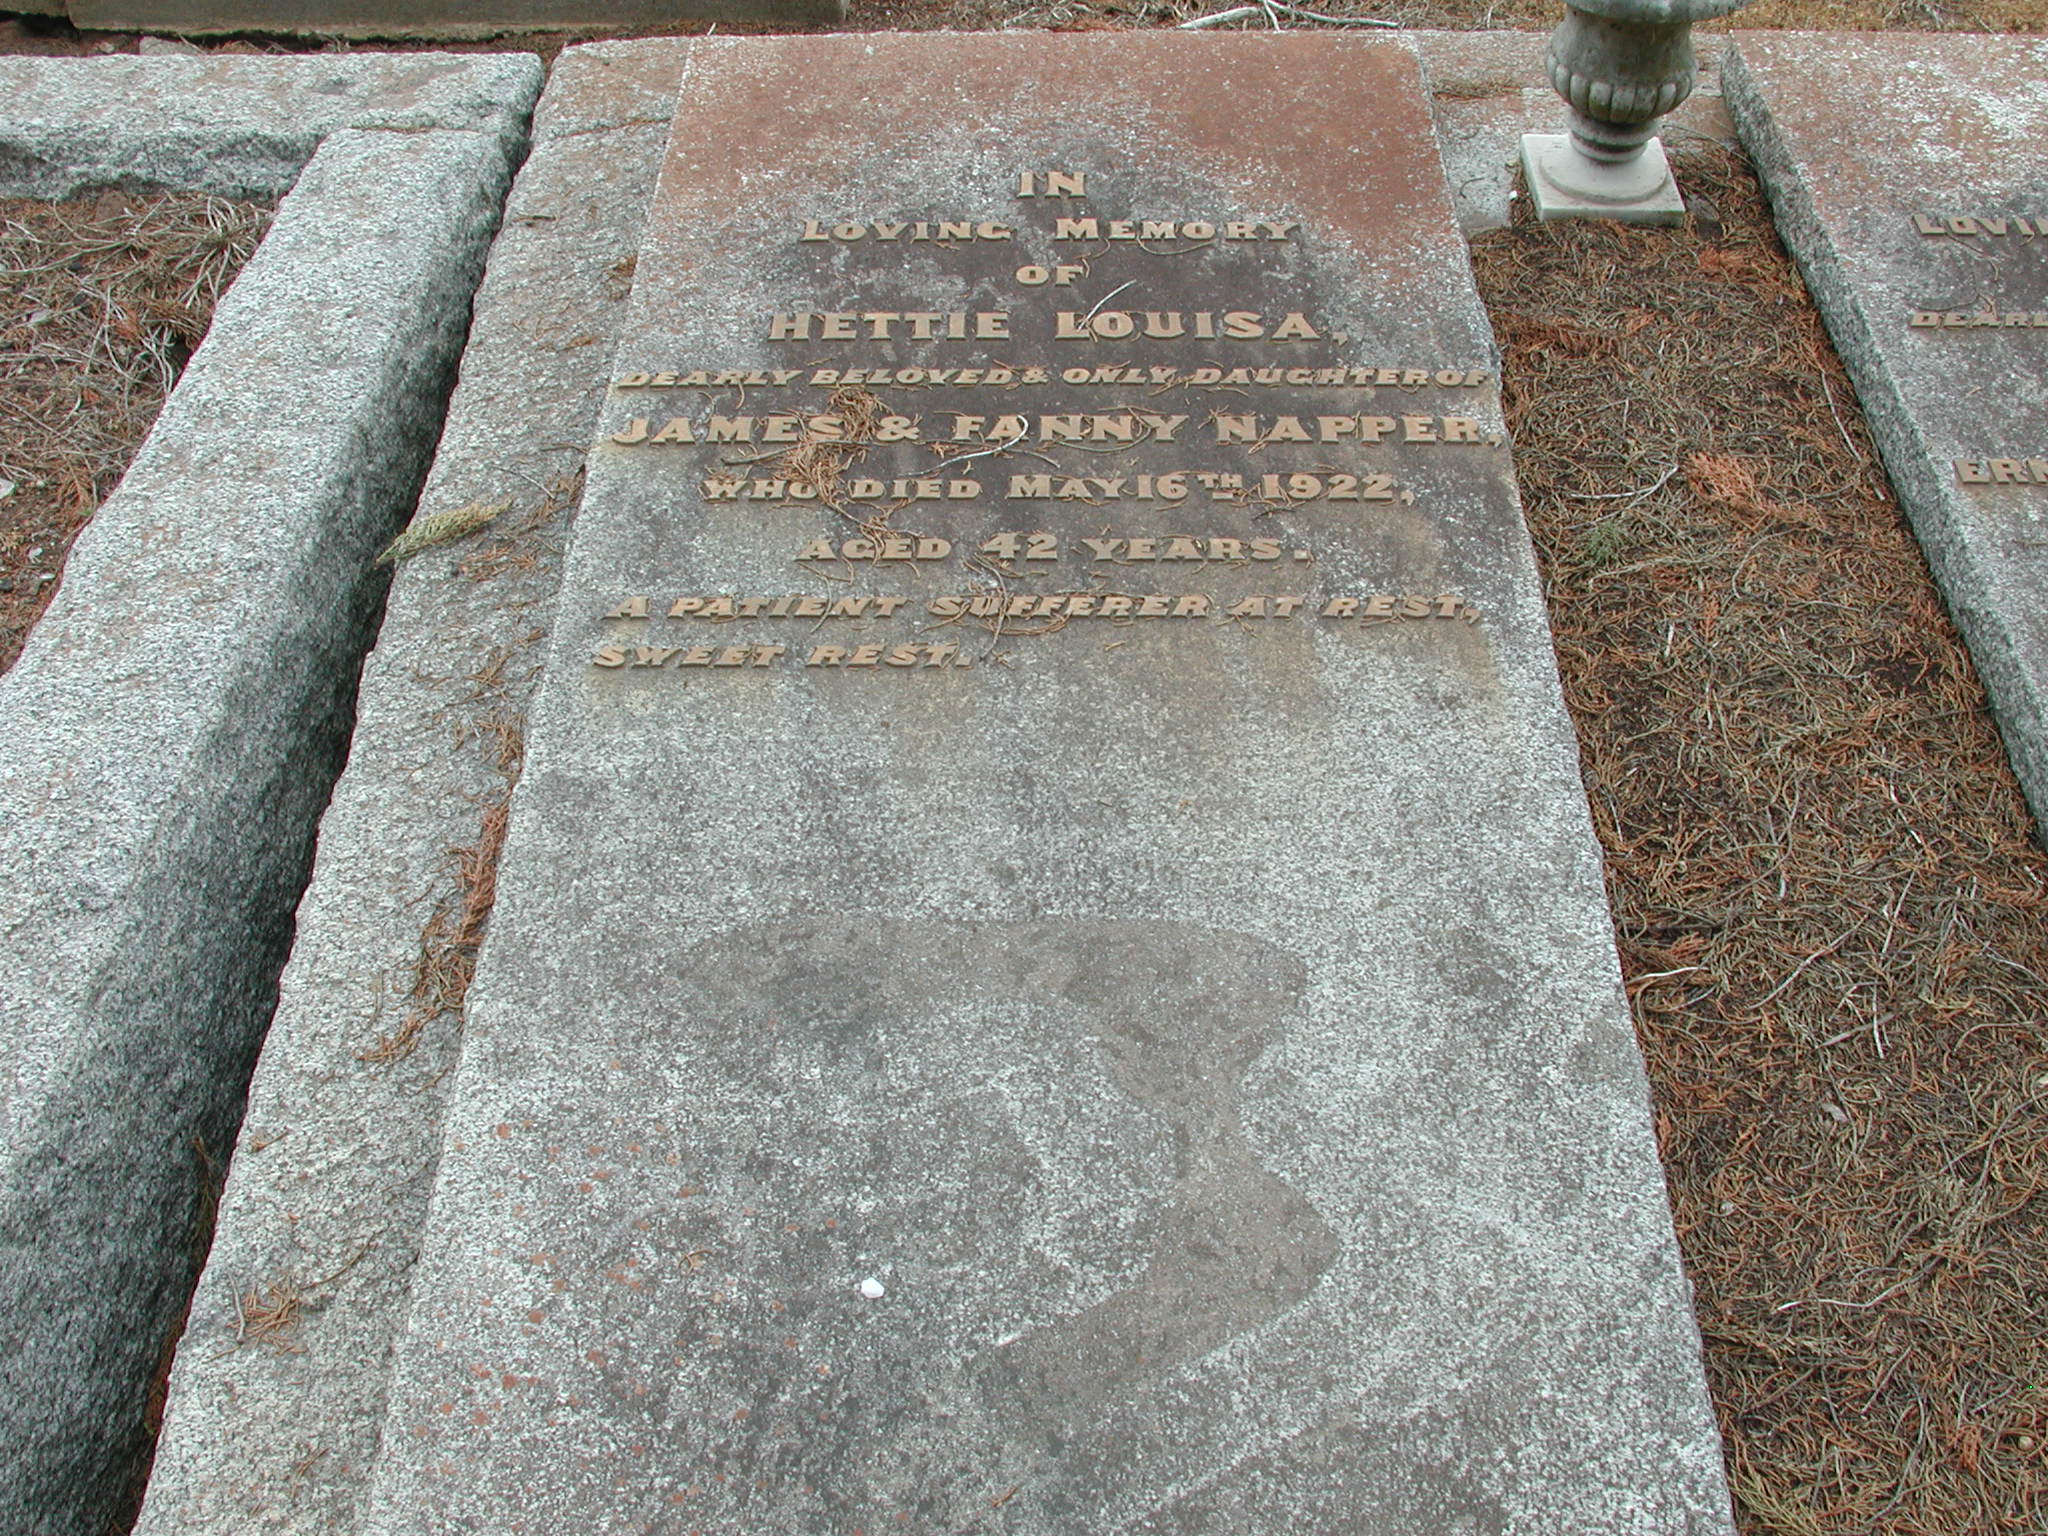 IN
LOVING MEMORY
OF
HETTIE LOUISA,
DEARLY BELOVED & ONLY DAUGHTER OF
JAMES & FANNY NAPPER,
WHO DIED MAY 16TH 1922,
AGED 42 YEARS.
A PATIENT SUFFERER AT REST,
SWEET REST.